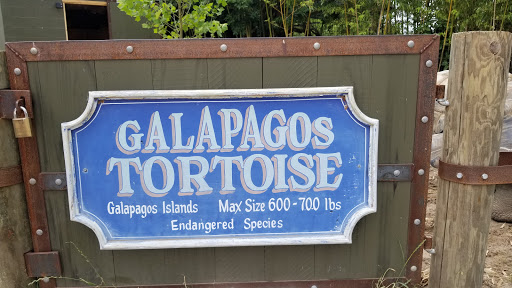 GALAPAGOS
TORTOISE
Galapagos Islands Max Size 600-700 lbs
Endangered Species